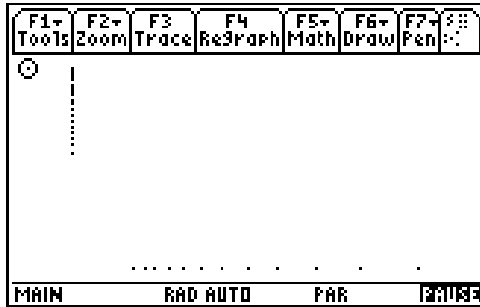 F1 F2 F3 F4 F5 F6 F7
Tools Zoom Trace ReGraph Math Draw Pen
MAIN RAD AUTO PAR PAUSE